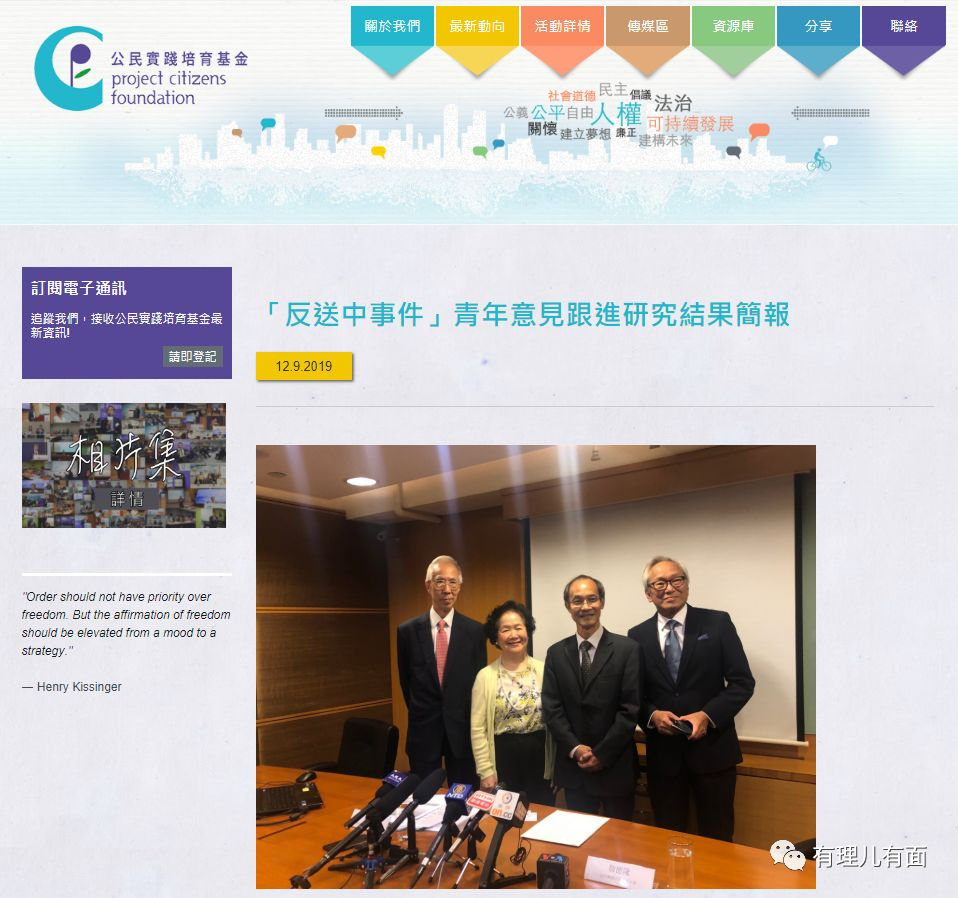 公民實踐培育基金
project citizens
foundation
關於我們
最新動向
活動詳情
傳媒區
資源庫
分享
聯絡
社會道德
民主
倡議
公義
公平
自由
人權
法治
關懷
建立夢想
廉正
可持續發展
建構未來
訂閱電子通訊
追蹤我們，接收公民實踐培育基金最
新資訊!
請即登記
相片集
詳情
"Order should not have priority over
freedom. But the affirmation of freedom
should be elevated from a mood to a
strategy."
— Henry Kissinger
「反送中事件」青年意見跟進研究結果簡報
12.9.2019
NTD
on.cc
有理儿有面